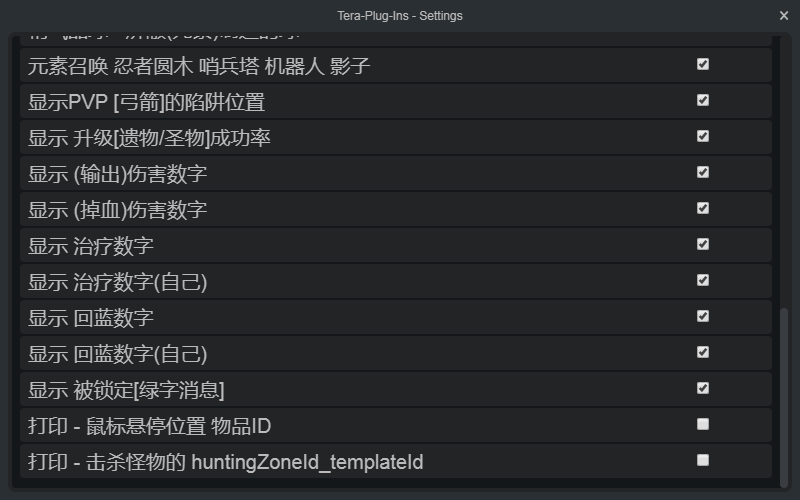 Tera-Plug-Ins - Settings
元素召唤 忍者圆木 哨兵塔 机器人 影子
显示PVP [弓箭]的陷阱位置
显示 升级[遗物/圣物]成功率
显示 (输出)伤害数字
显示 (掉血)伤害数字
显示 治疗数字
显示 治疗数字(自己)
显示 回蓝数字
显示 回蓝数字(自己)
显示 被锁定[绿字消息]
打印 - 鼠标悬停位置 物品ID
打印 - 击杀怪物的 huntingZoneId_templateId